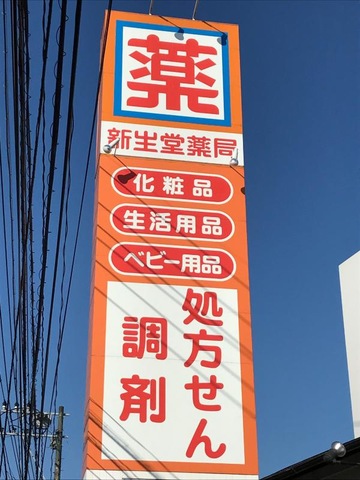 薬
新生堂薬局
化粧品
生活用品
ベビー用品
処方せん
調剤